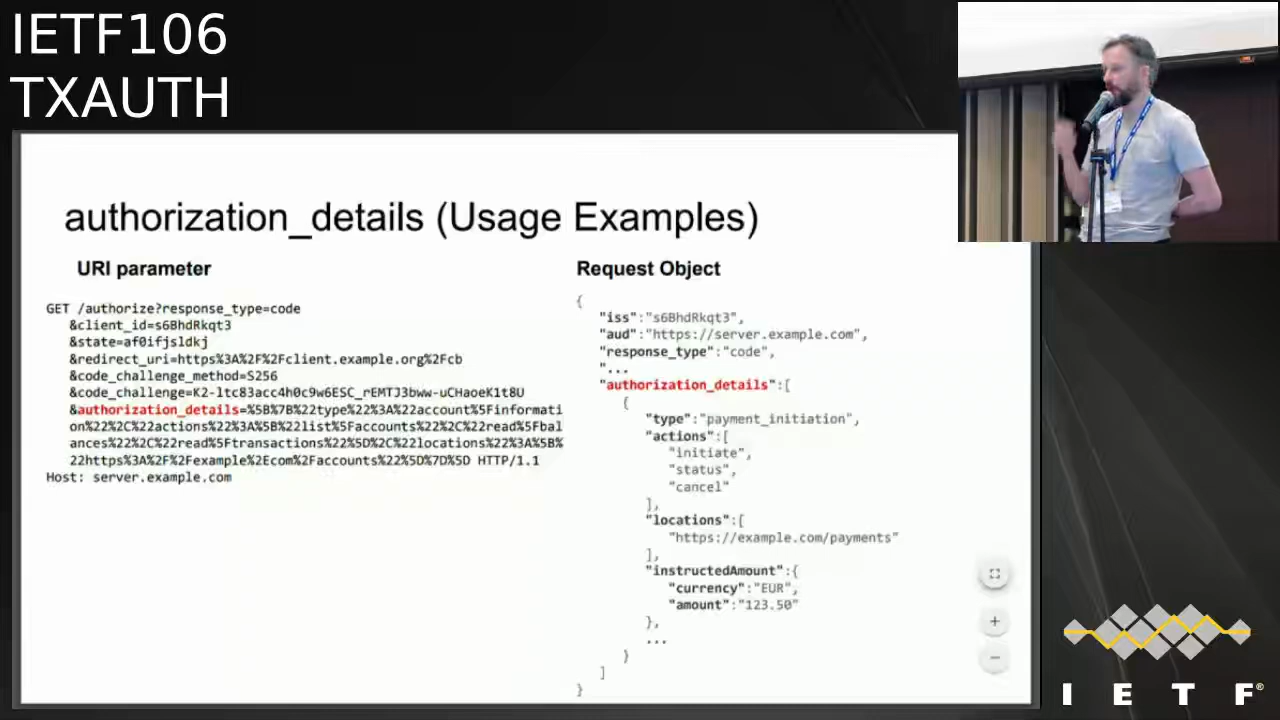 IETF106
TXAUTH
authorization_details (Usage Examples)
URI parameter
GET /authorize?response_type=code
&client_id=s6BhdRkqt3
&state=af0ifjsldkj
&redirect_uri=https%3A%2F%2Fclient.example.org%2Fcb
&code_challenge_method=S256
&code_challenge=K2-ltc83acc4h0c9w6ESC_rEMTJ3bww-uCHaoeK1t8U
&authorization_details=%5B%7B%22type%22%3A%22account%5Finformati
on%22%2C%22actions%22%3A%5B%22list%5Faccounts%22%2C%22read%5Fbal
ances%22%2C%22read%5Ftransactions%22%5D%2C%22locations%22%3A%5B%
22https%3A%2F%2Fexample%2Ecom%2Faccounts%22%5D%7D%5D HTTP/1.1
Host: server.example.com
Request Object
{
"iss":"s6BhdRkqt3",
"aud":"https://server.example.com",
"response_type":"code",
"...
"authorization_details":[
{
"type":"payment_initiation",
"actions":[
"initiate",
"status",
"cancel"
],
"locations":[
"https://example.com/payments"
],
"instructedAmount":{
"currency":"EUR",
"amount":"123.50"
},
...
}
]
}
I E T F®